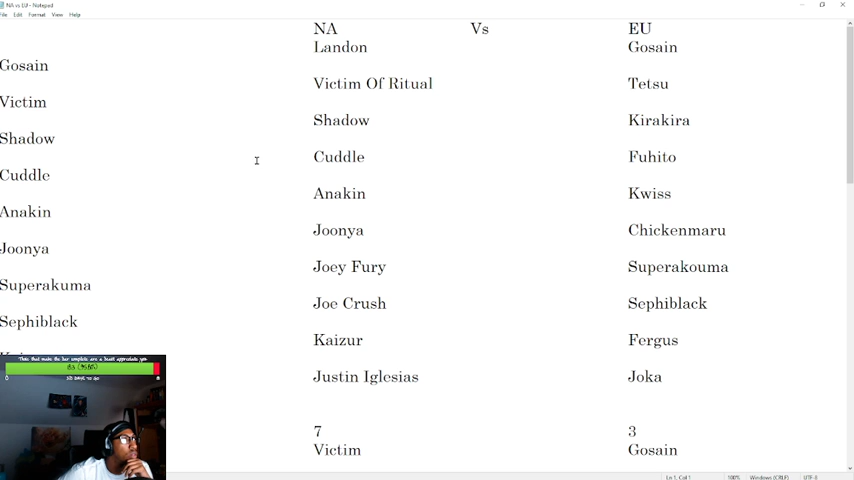 NA vs EU - Notepad
File Edit Format View Help
NA Vs EU
Landon Gosain
Gosain
Victim Of Ritual Tetsu
Victim
Shadow Kirakira
Shadow
Cuddle Fuhito
Cuddle
Anakin Kwiss
Anakin
Joonya Chickenmaru
Joonya
Joey Fury Superakouma
Superakuma
Joe Crush Sephiblack
Sephiblack
Kaizur Fergus
Justin Iglesias Joka
7 3
Victim Gosain
Ln 1, Col 1 100% Windows (CRLF) UTF-8